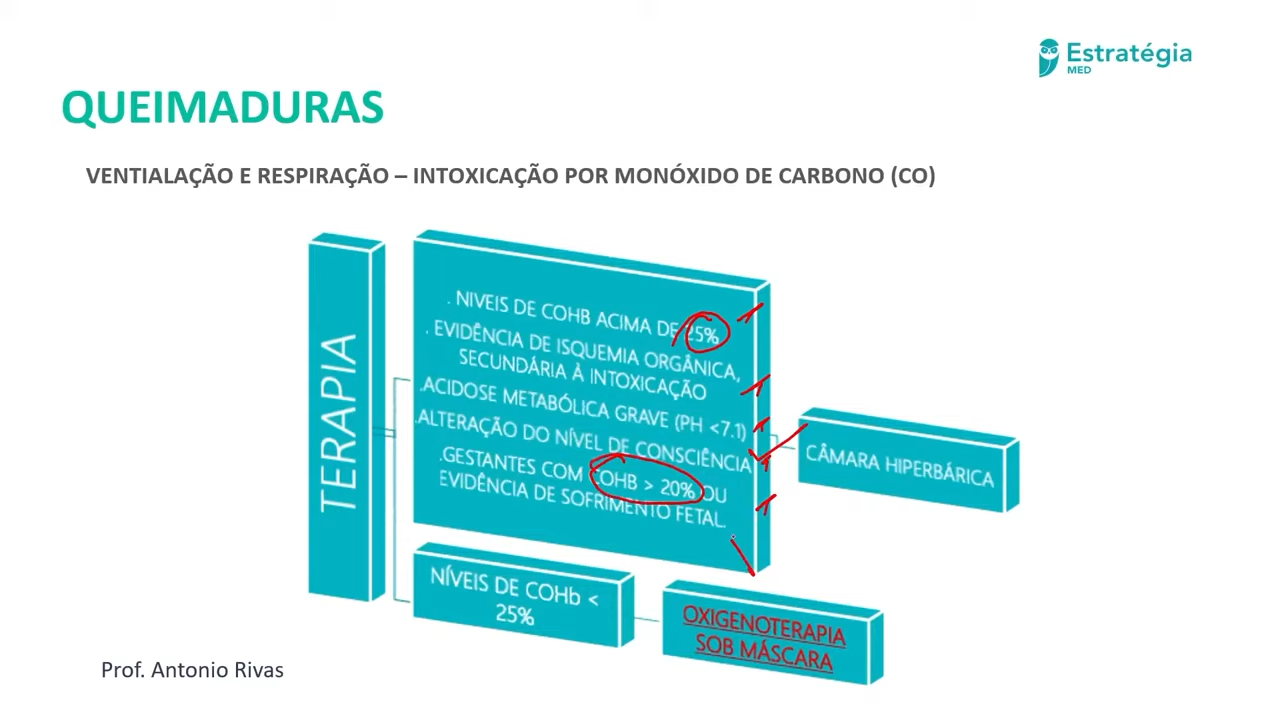 Estratégia
MED
QUEIMADURAS
VENTIALAÇÃO E RESPIRAÇÃO – INTOXICAÇÃO POR MONÓXIDO DE CARBONO (CO)
TERAPIA
. NIVEIS DE COHB ACIMA DE 25%
. EVIDÊNCIA DE ISQUEMIA ORGÂNICA,
SECUNDÁRIA À INTOXICAÇÃO
.ACIDOSE METABÓLICA GRAVE (PH <7.1)
.ALTERAÇÃO DO NÍVEL DE CONSCIÊNCIA
.GESTANTES COM COHB > 20% OU
EVIDÊNCIA DE SOFRIMENTO FETAL.
CÂMARA HIPERBÁRICA
NÍVEIS DE COHb <
25%
OXIGENOTERAPIA
SOB MÁSCARA
Prof. Antonio Rivas